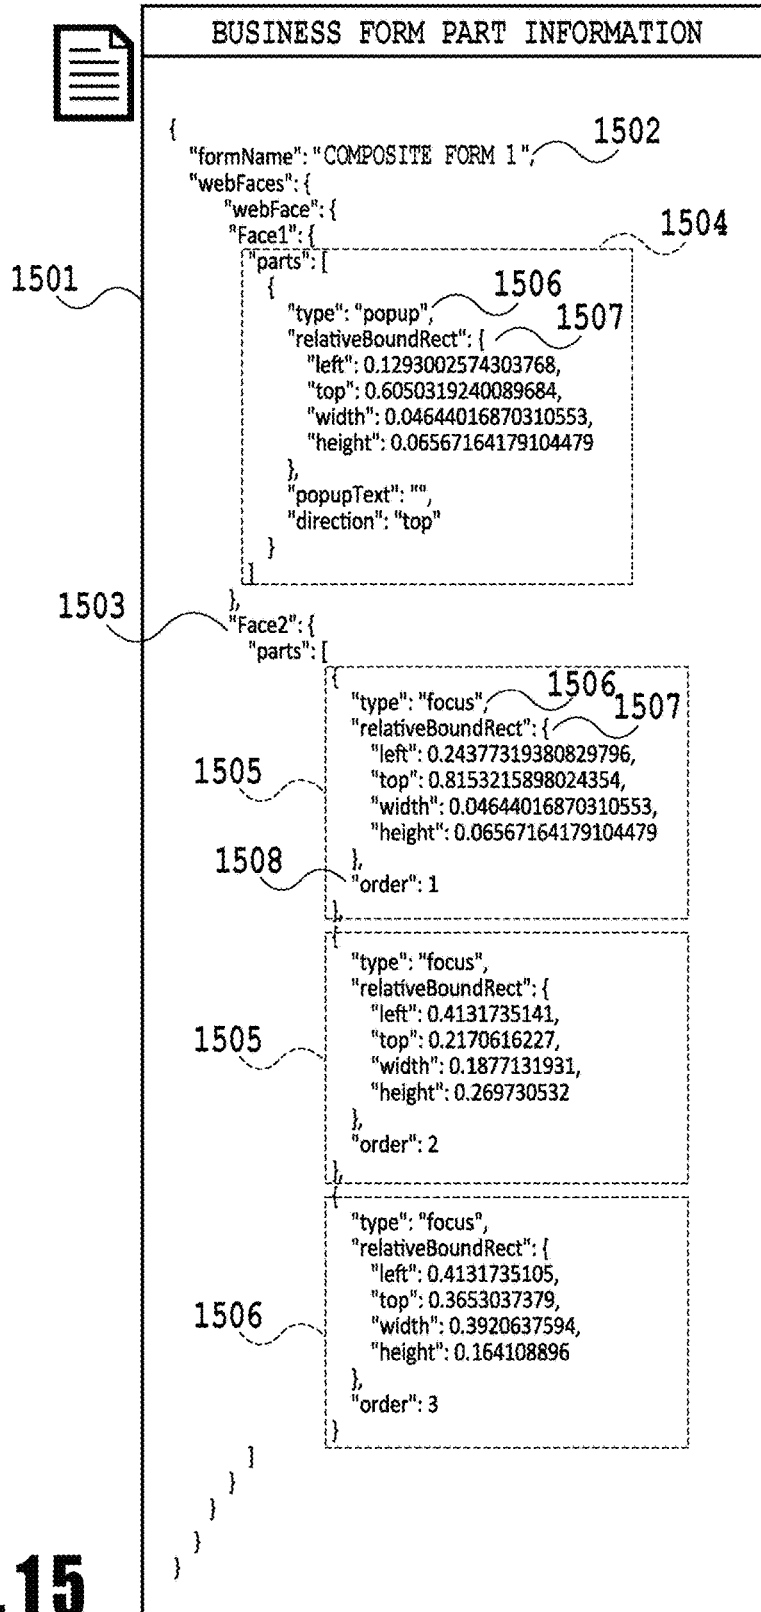 BUSINESS FORM PART INFORMATION
{
"formName": "COMPOSITE FORM 1", 1502
"webFaces": {
"webFace": {
"Face1": {
1504
"parts": [
1501
{
"type": "popup", 1506
"relativeBoundRect": { 1507
"left": 0.1293002574303768,
"top": 0.6050319240089684,
"width": 0.04644016870310553,
"height": 0.06567164179104479
},
"popupText": "",
"direction": "top"
}
]
},
1503
"Face2": {
"parts": [
{
"type": "focus", 1506
"relativeBoundRect": { 1507
"left": 0.24377319380829796,
1505
"top": 0.8153215898024354,
"width": 0.04644016870310553,
"height": 0.06567164179104479
},
1508
"order": 1
},
{
"type": "focus",
"relativeBoundRect": {
"left": 0.4131735141,
1505
"top": 0.2170616227,
"width": 0.1877131931,
"height": 0.269730532
},
"order": 2
},
{
"type": "focus",
"relativeBoundRect": {
"left": 0.4131735105,
"top": 0.3653037379,
1506
"width": 0.3920637594,
"height": 0.164108896
},
"order": 3
}
]
}
}
}
}
.15